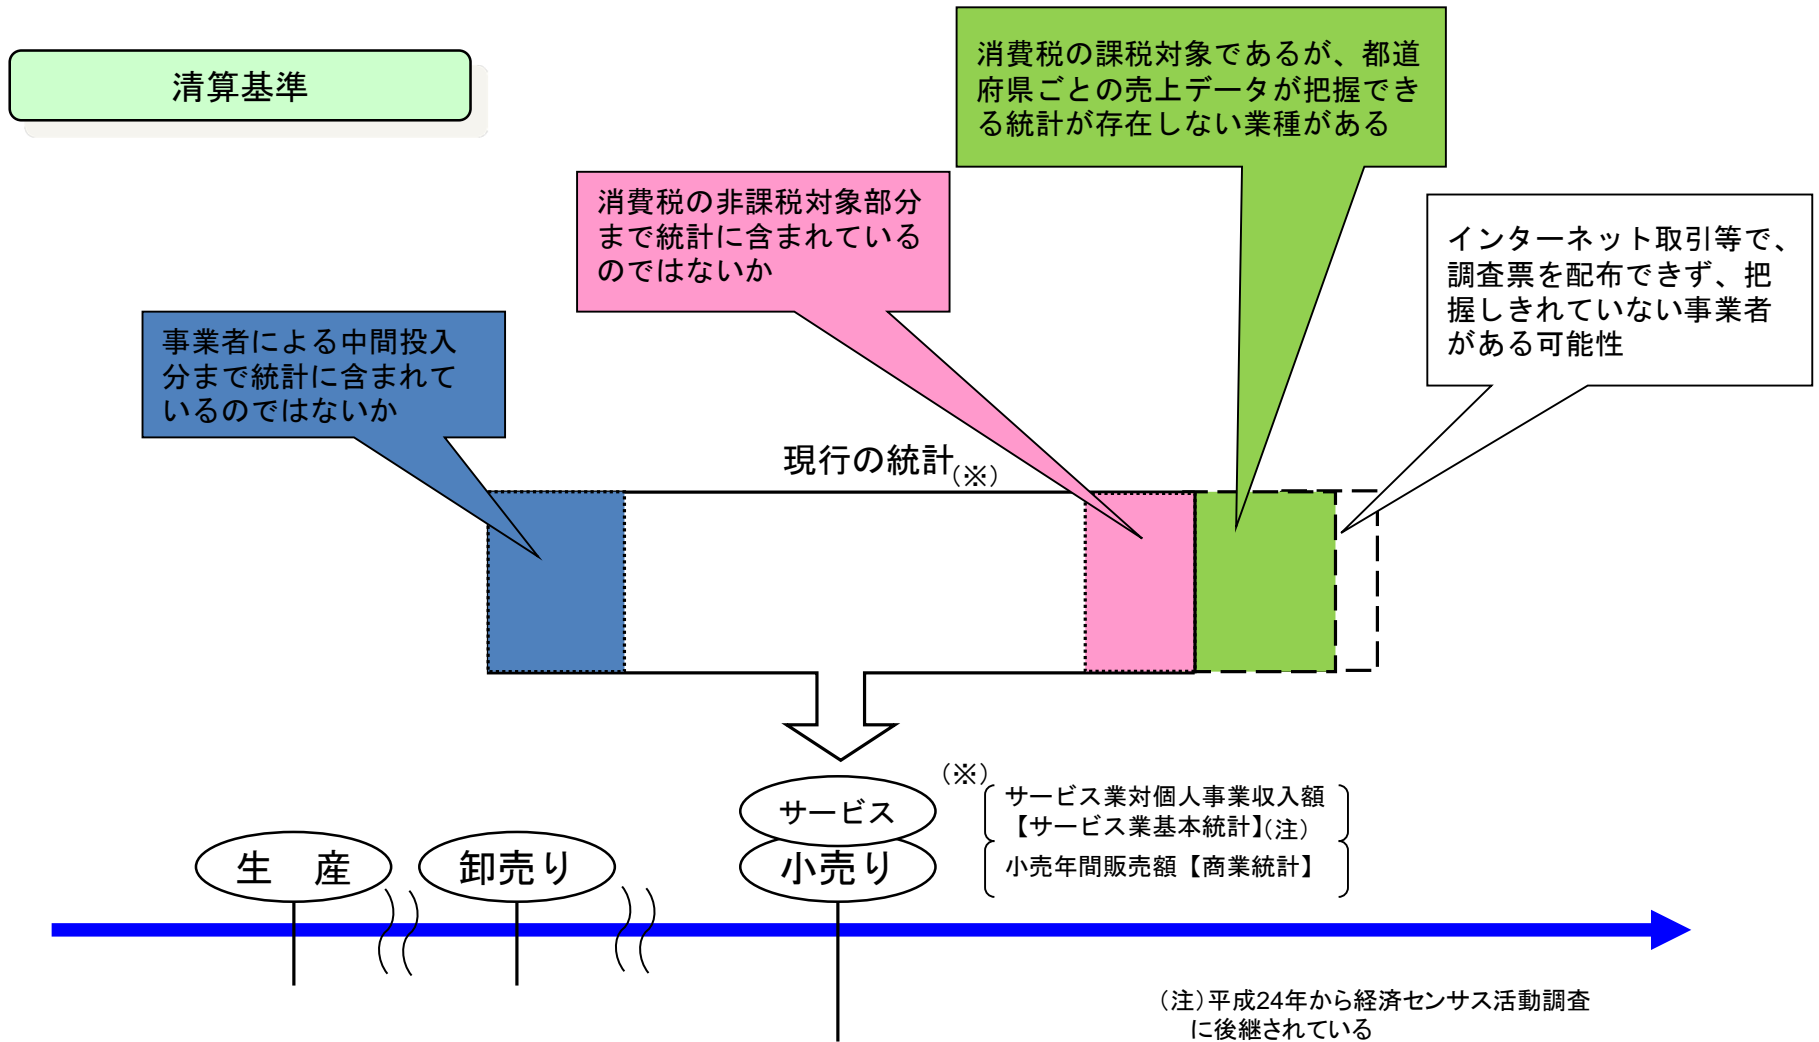 清算基準
消費税の課税対象であるが、都道
府県ごとの売上データが把握でき
る統計が存在しない業種がある
消費税の非課税対象部分
まで統計に含まれている
のではないか
インターネット取引等で、
調査票を配布できず、把
握しきれていない事業者
がある可能性
事業者による中間投入
分まで統計に含まれて
いるのではないか
現行の統計(※)
サービス
(※)
サービス業対個人事業収入額
【サービス業基本統計】(注)
小売年間販売額【商業統計】
生　産
卸売り
小売り
(注)平成24年から経済センサス活動調査
に後継されている